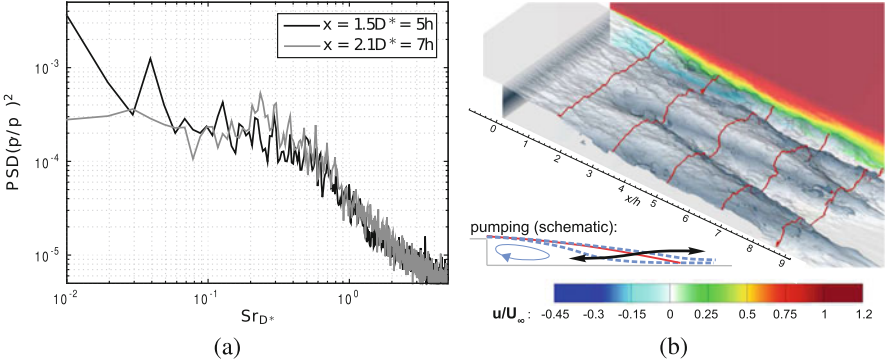 x = 1.5D* = 5h
x = 2.1D* = 7h
10⁻³
10⁻⁴
10⁻⁵
PSD(p/p )²
10⁻²
10⁻¹
10⁰
Sr_D*
(a)
0
1
2
3
4
5
6
7
8
9
x/h
pumping (schematic):
u/U∞: -0.45 -0.3 -0.15 0 0.25 0.5 0.75 1 1.2
(b)